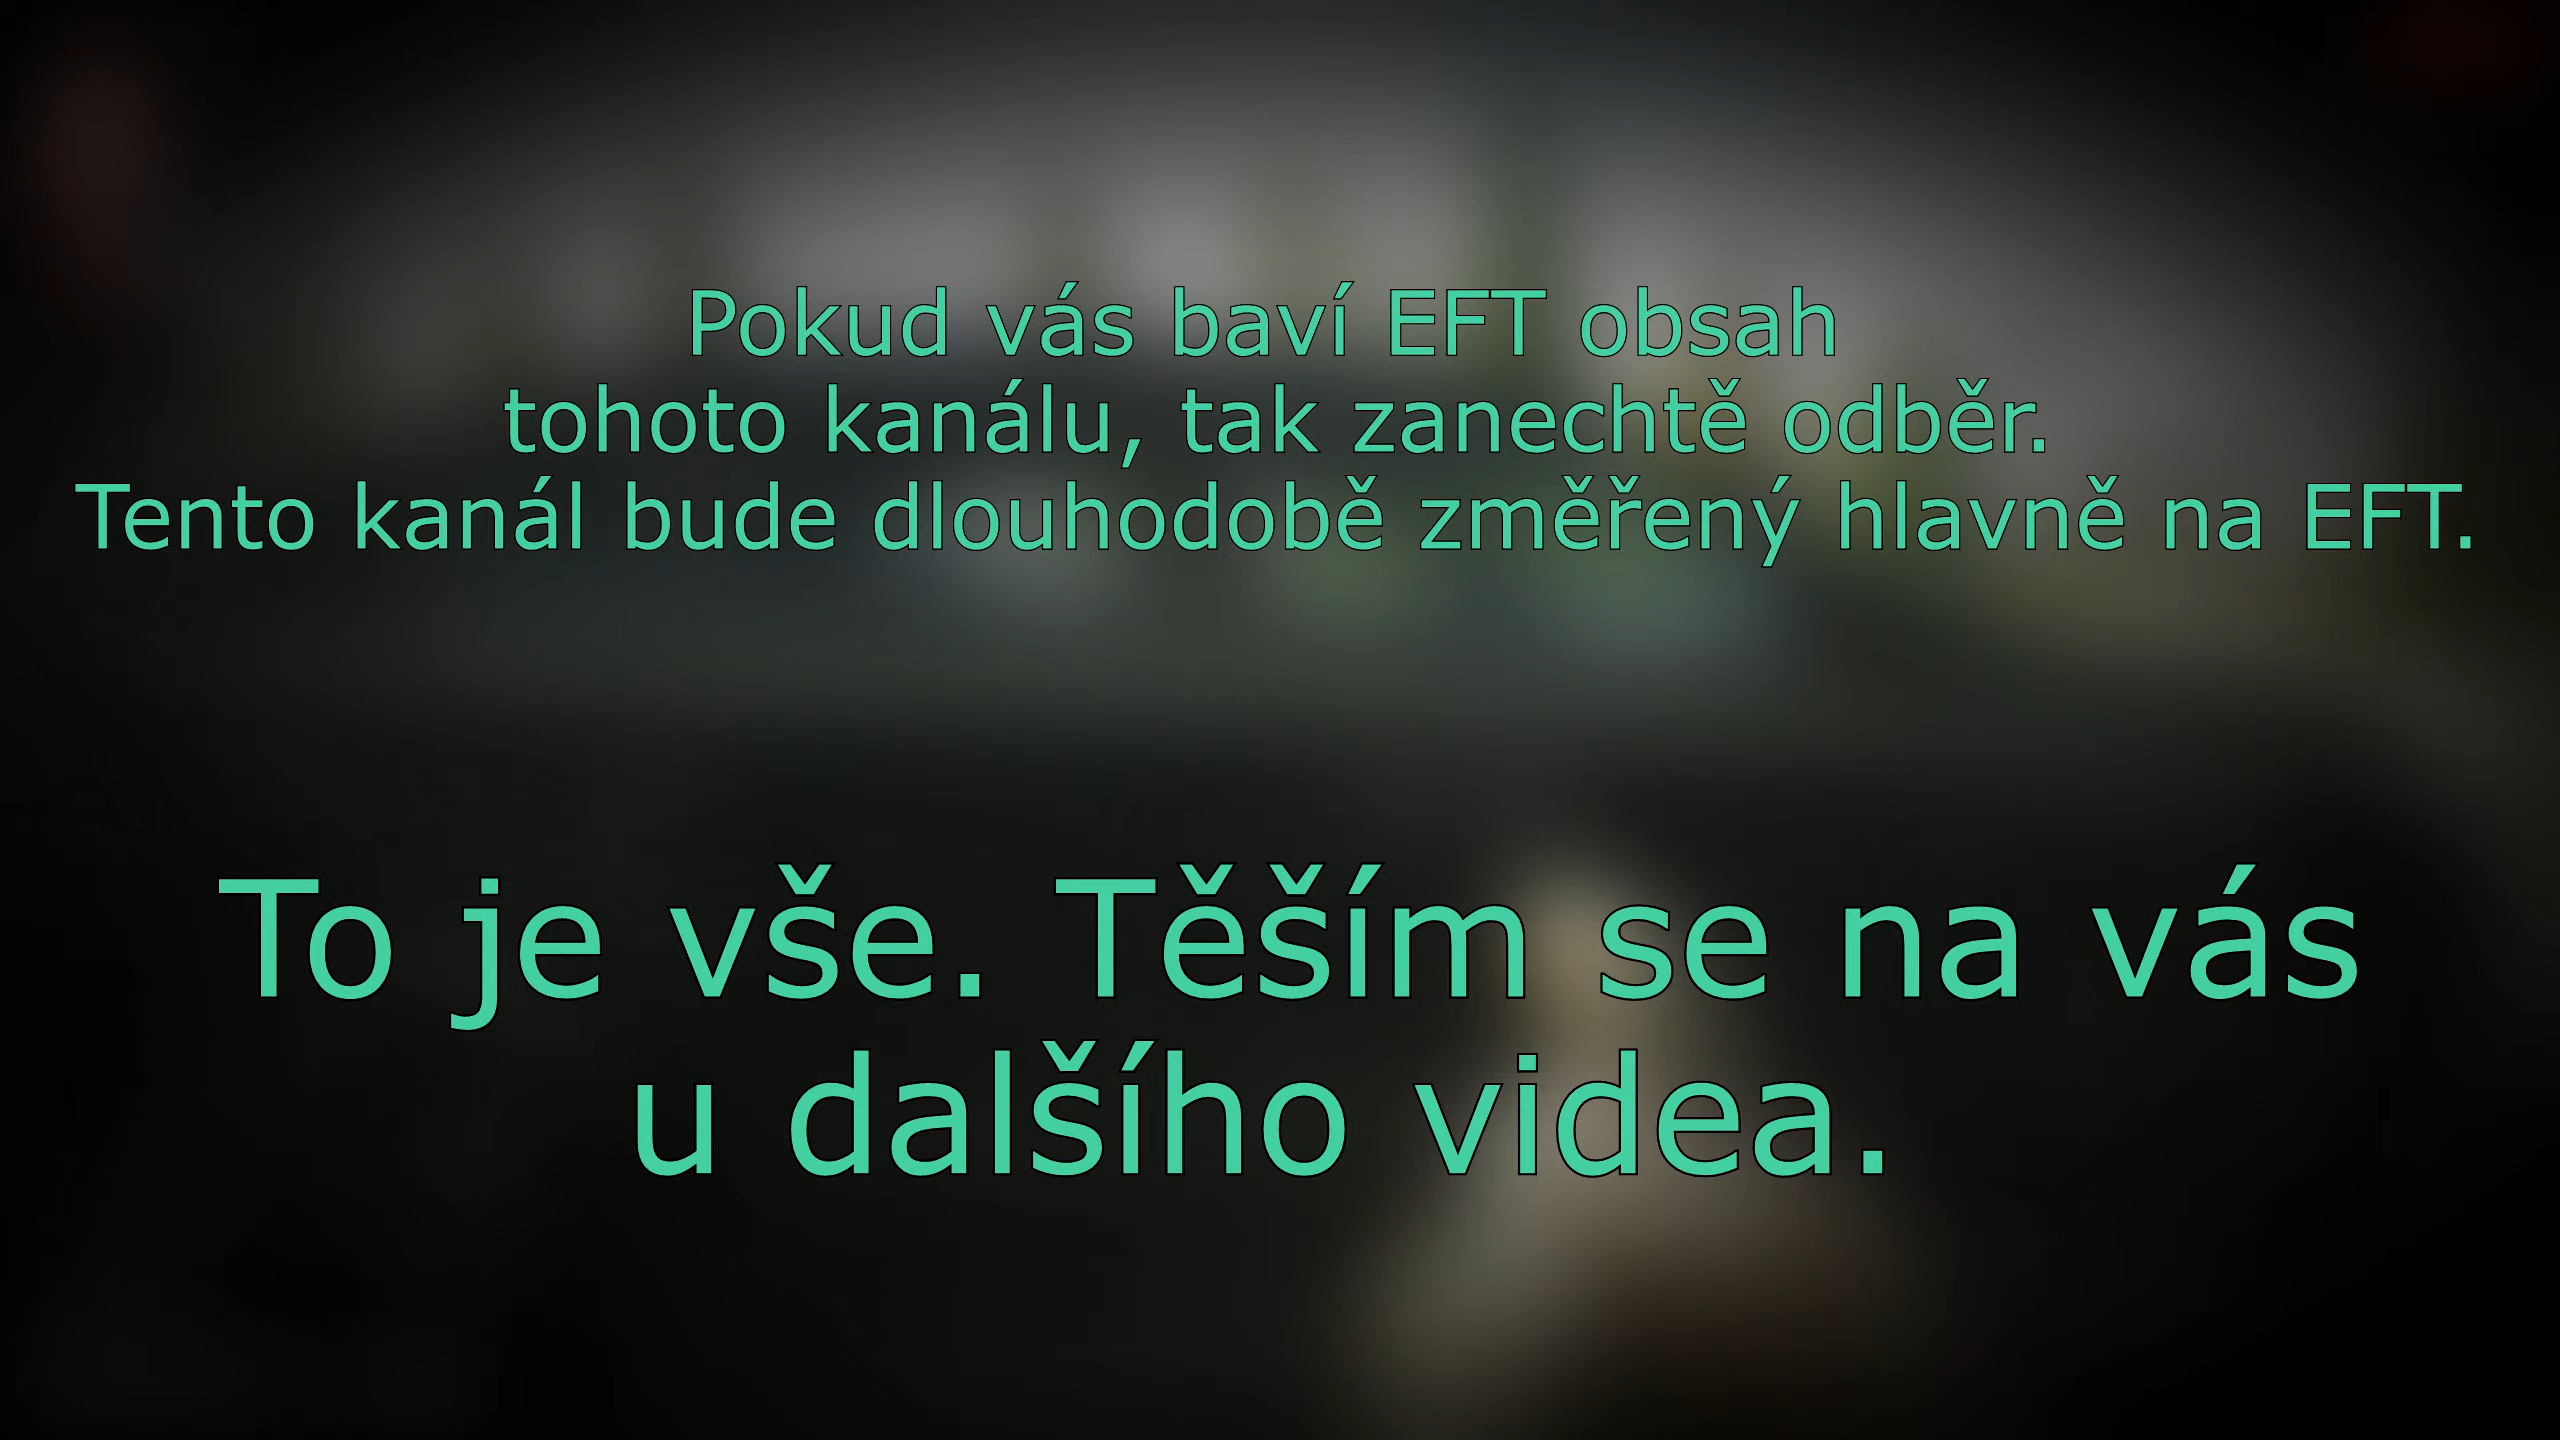 Pokud vás baví EFT obsah
tohoto kanálu, tak zanechtě odběr.
Tento kanál bude dlouhodobě změřený hlavně na EFT.
To je vše. Těším se na vás
u dalšího videa.